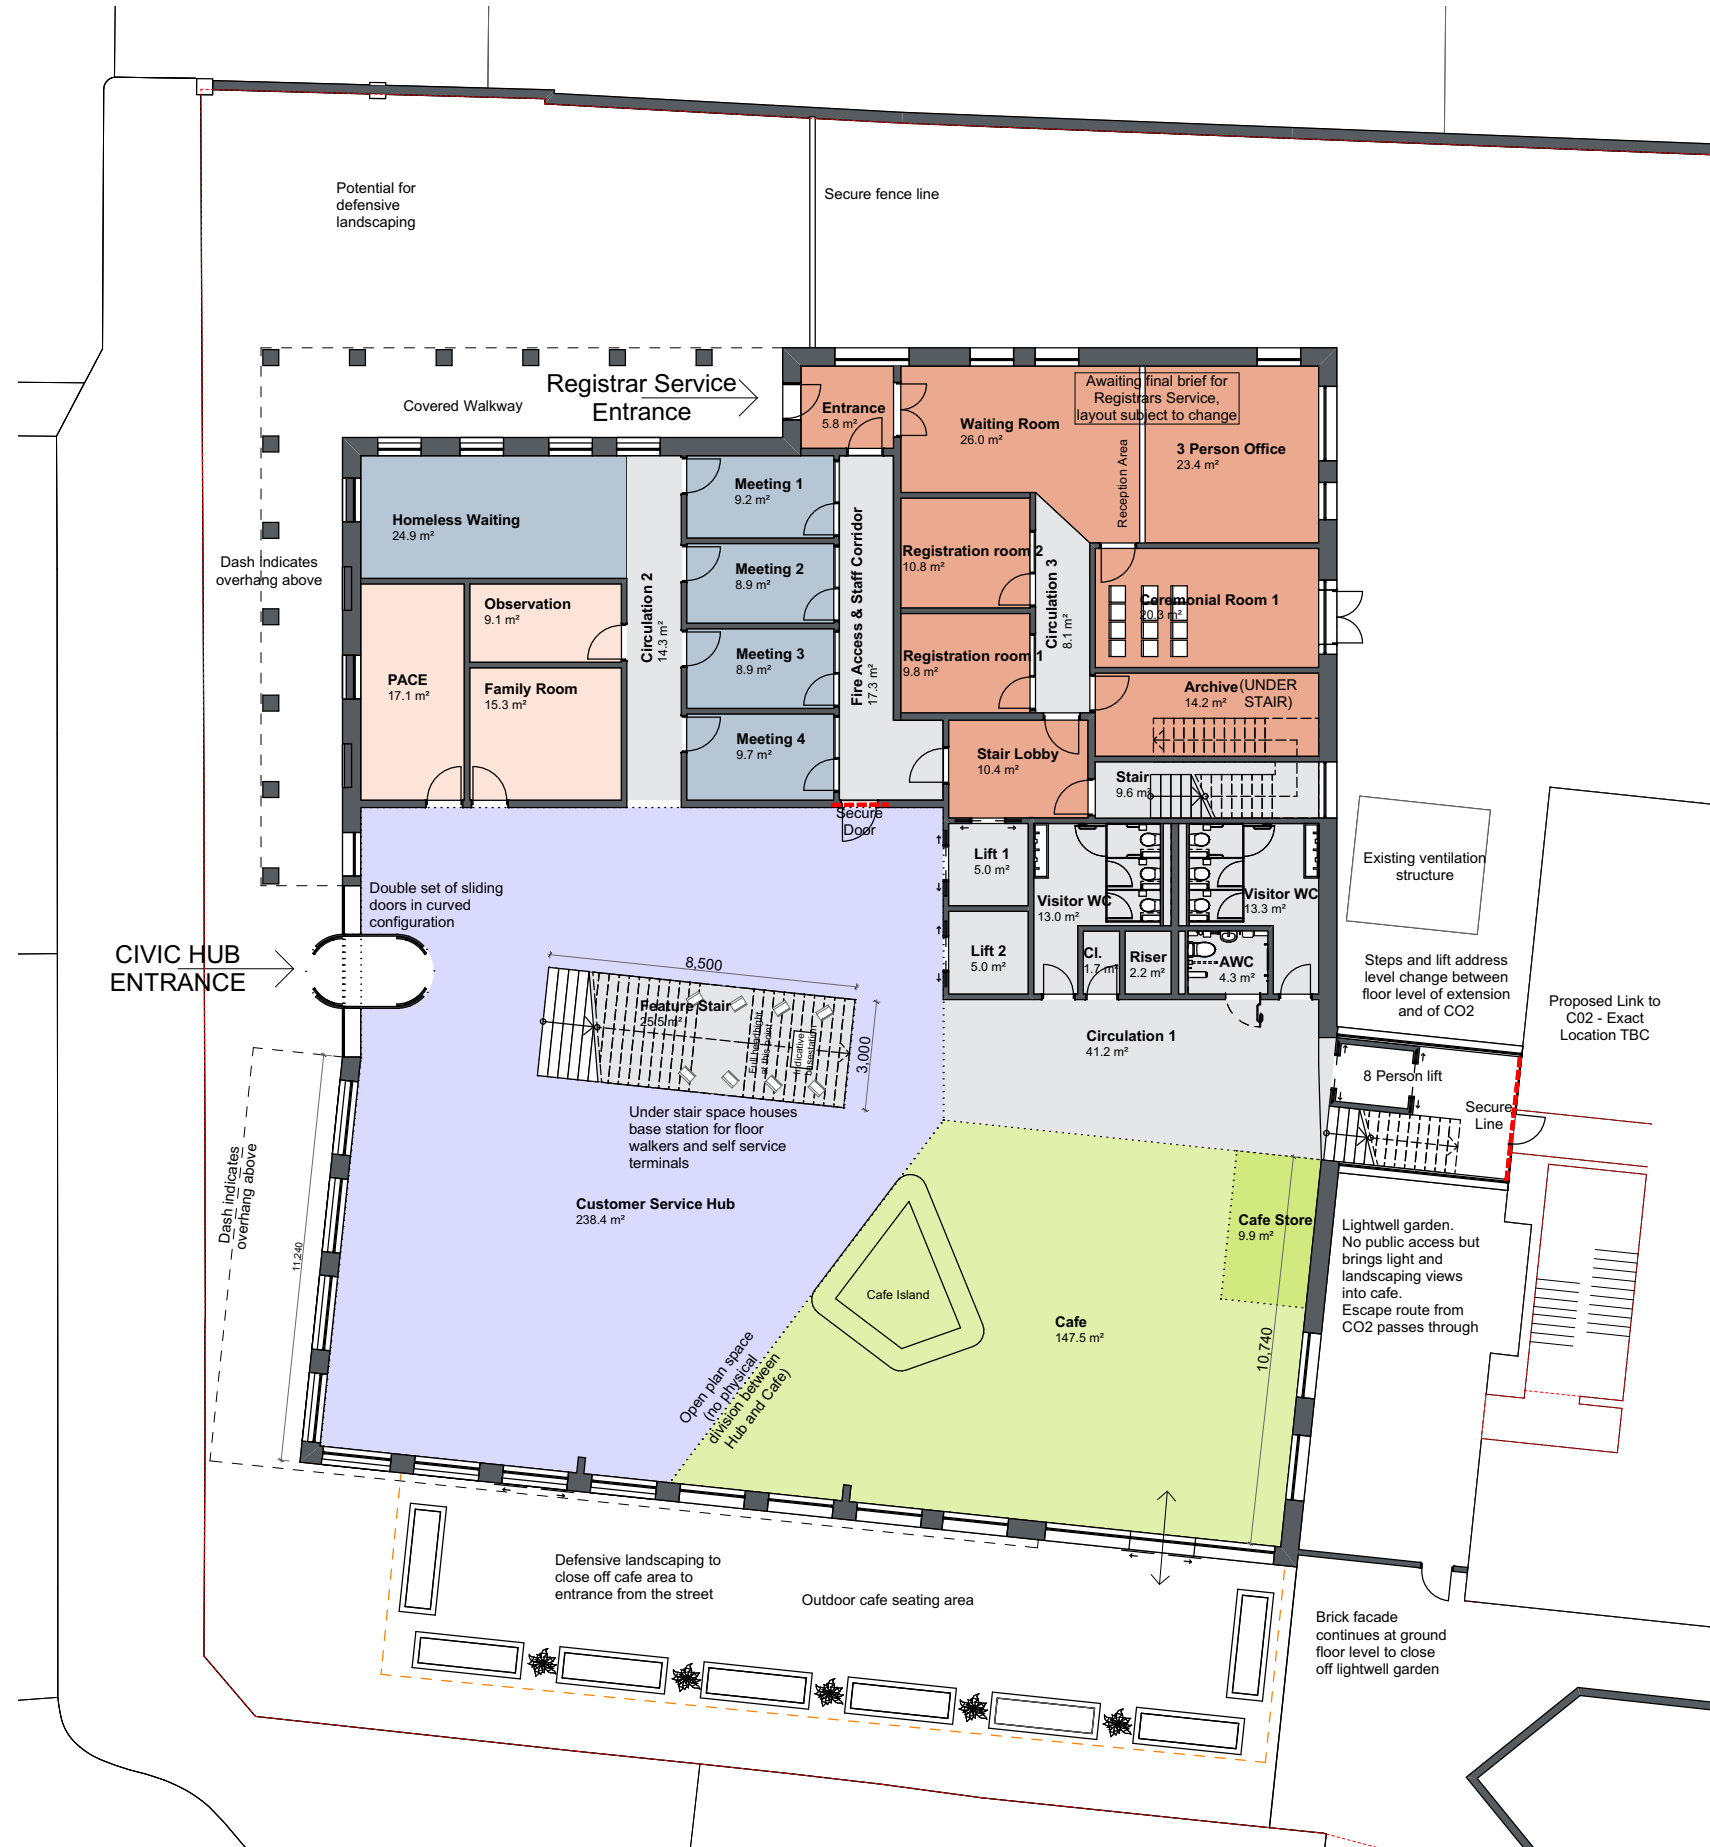 Potential for
defensive
landscaping
Secure fence line
Registrar Service
Entrance
Covered Walkway
Entrance
5.8 m²
Waiting Room
26.0 m²
Awaiting final brief for
Registrars Service,
layout subject to change
Reception Area
3 Person Office
23.4 m²
Homeless Waiting
24.9 m²
Meeting 1
9.2 m²
Meeting 2
8.9 m²
Meeting 3
8.9 m²
Meeting 4
9.7 m²
Fire Access & Staff Corridor
17.3 m²
Circulation 2
14.3 m²
Registration room 2
10.8 m²
Registration room 1
9.8 m²
Circulation 3
8.1 m²
Ceremonial Room 1
20.3 m²
Archive (UNDER
STAIR)
14.2 m²
Dash indicates
overhang above
Observation
9.1 m²
PACE
17.1 m²
Family Room
15.3 m²
Stair Lobby
10.4 m²
Stair
9.6 m²
Secure
Door
Lift 1
5.0 m²
Lift 2
5.0 m²
Visitor WC
13.0 m²
Visitor WC
13.3 m²
Cl.
1.7 m²
Riser
2.2 m²
AWC
4.3 m²
Existing ventilation
structure
Steps and lift address
level change between
floor level of extension
and of CO2
Proposed Link to
C02 - Exact
Location TBC
Double set of sliding
doors in curved
configuration
CIVIC HUB
ENTRANCE
8,500
Feature Stair
25.5 m²
Full headhight
at this point
Indicative
basestation
3,000
Circulation 1
41.2 m²
8 Person lift
Secure
Line
Under stair space houses
base station for floor
walkers and self service
terminals
Dash indicates
overhang above
11,240
Customer Service Hub
238.4 m²
Cafe Store
9.9 m²
Cafe Island
Cafe
147.5 m²
10,740
Lightwell garden.
No public access but
brings light and
landscaping views
into cafe.
Escape route from
CO2 passes through
Open plan space
(no physical
division between
Hub and Cafe)
Defensive landscaping to
close off cafe area to
entrance from the street
Outdoor cafe seating area
Brick facade
continues at ground
floor level to close
off lightwell garden